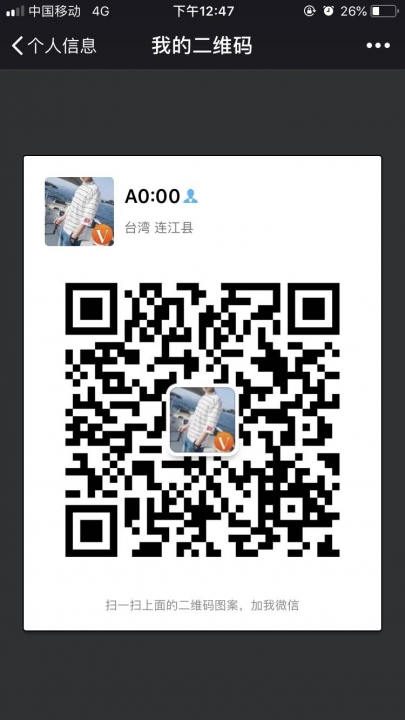 中国移动 4G 下午12:47 26%
个人信息 我的二维码
A0:00
台湾 连江县
V
V
扫一扫上面的二维码图案，加我微信